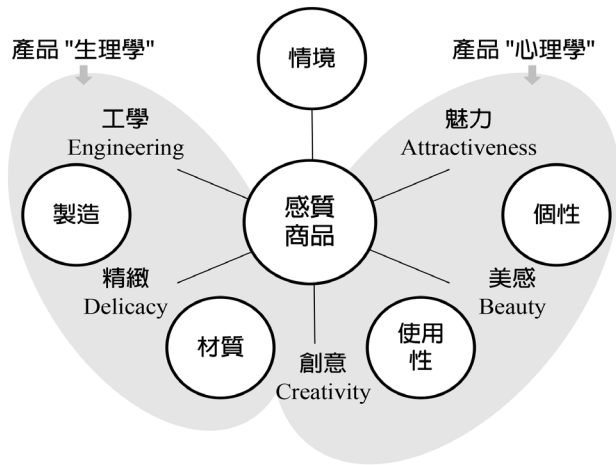 產品 "生理學"
情境
產品 "心理學"
工學
Engineering
魅力
Attractiveness
製造
感質
商品
個性
精緻
Delicacy
美感
Beauty
材質
創意
Creativity
使用
性